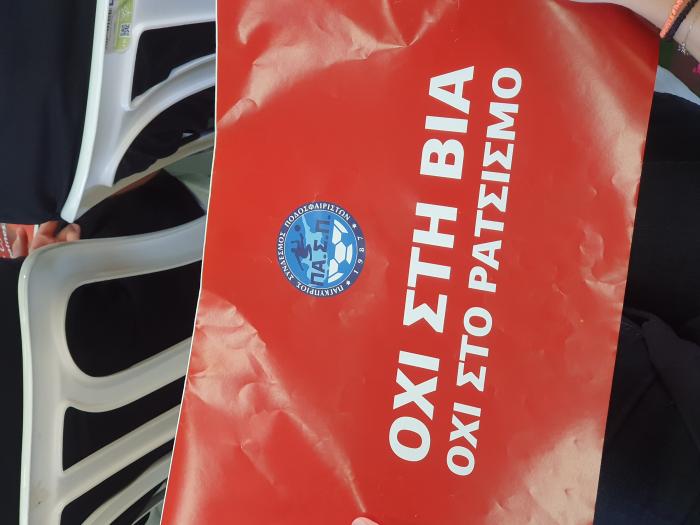 ΠΑΓΚΥΠΡΙΟΣ ΣΥΝΔΕΣΜΟΣ ΠΟΔΟΣΦΑΙΡΙΣΤΩΝ
ΠΑ.Σ.Π.
1987
ΟΧΙ ΣΤΗ ΒΙΑ
ΟΧΙ ΣΤΟ ΡΑΤΣΙΣΜΟ